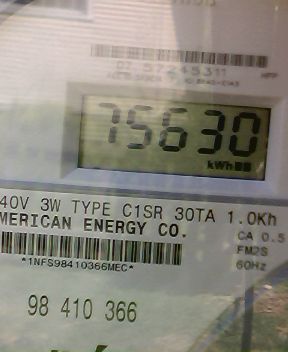 75630
kWh
40V 3W TYPE C1SR 30TA 1.0Kh
MERICAN ENERGY CO.
CA 0.5
*1NFS98410366MEC*
FM2S
60Hz
98 410 366